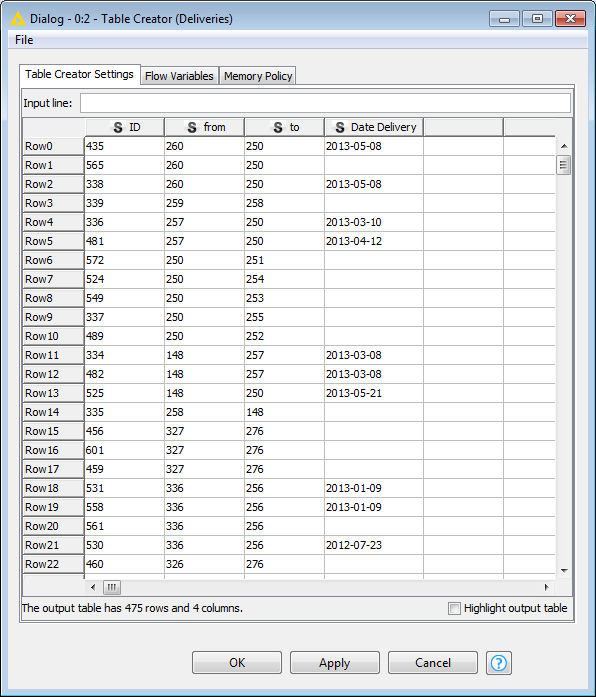 Dialog - 0:2 - Table Creator (Deliveries)
File
Table Creator Settings Flow Variables Memory Policy
Input line:
S ID S from S to S Date Delivery
Row0 435 260 250 2013-05-08
Row1 565 260 250
Row2 338 260 250 2013-05-08
Row3 339 259 258
Row4 336 257 250 2013-03-10
Row5 481 257 250 2013-04-12
Row6 572 250 251
Row7 524 250 254
Row8 549 250 253
Row9 337 250 255
Row10 489 250 252
Row11 334 148 257 2013-03-08
Row12 482 148 257 2013-03-08
Row13 525 148 250 2013-05-21
Row14 335 258 148
Row15 456 327 276
Row16 601 327 276
Row17 459 327 276
Row18 531 336 256 2013-01-09
Row19 558 336 256 2013-01-09
Row20 561 336 256
Row21 530 336 256 2012-07-23
Row22 460 326 276
The output table has 475 rows and 4 columns. Highlight output table
OK Apply Cancel ?